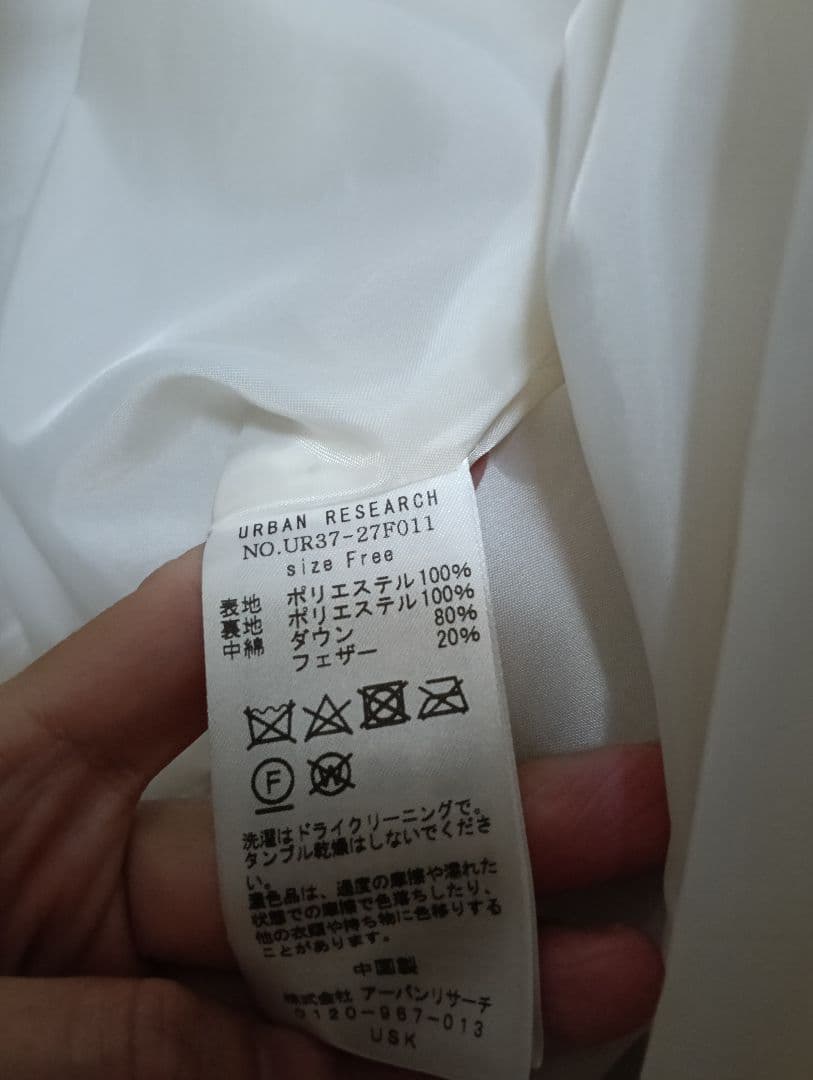 URBAN RESEARCH
NO.UR37-27F011
size Free
表地 ポリエステル100%
裏地 ポリエステル100%
中綿 ダウン 80%
フェザー 20%
F W
洗濯はドライクリーニングで。
タンブル乾燥はしないでくださ
い。
濃色品は、過度の摩擦や濡れた
状態での摩擦で色落ちしたり、
他の衣類や持ち物に色移りする
ことがあります。
中国製
株式会社 アーバンリサーチ
0120-967-013
USK